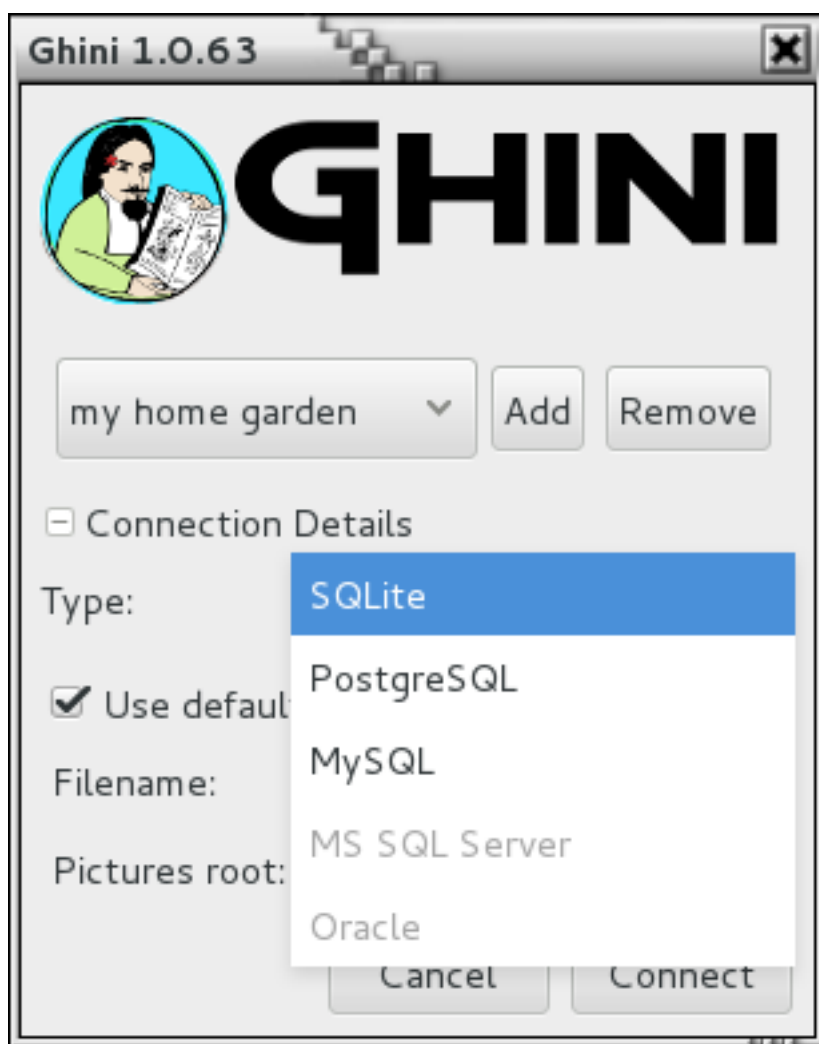 Ghini 1.0.63
GHINI
my home garden
Add
Remove
Connection Details
Type:
SQLite
PostgreSQL
Use defaul
MySQL
Filename:
MS SQL Server
Pictures root:
Oracle
Cancel
Connect